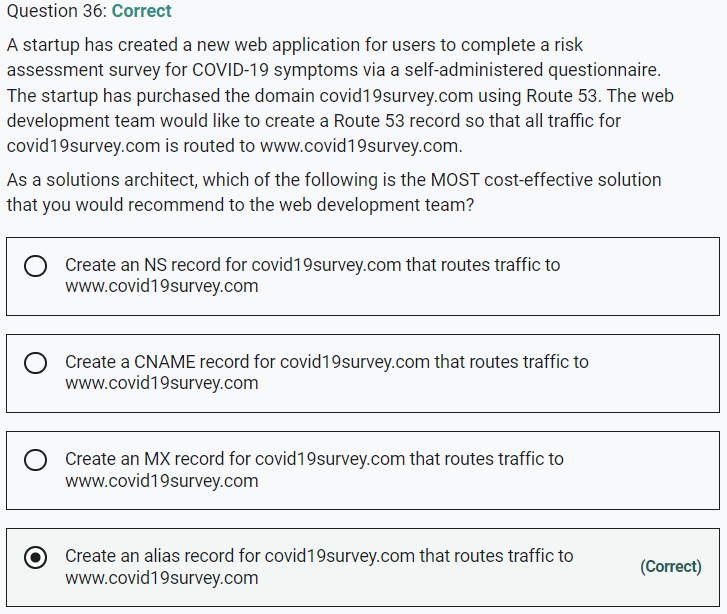 Question 36: Correct
A startup has created a new web application for users to complete a risk
assessment survey for COVID-19 symptoms via a self-administered questionnaire.
The startup has purchased the domain covid19survey.com using Route 53. The web
development team would like to create a Route 53 record so that all traffic for
covid19survey.com is routed to www.covid19survey.com.
As a solutions architect, which of the following is the MOST cost-effective solution
that you would recommend to the web development team?
Create an NS record for covid19survey.com that routes traffic to
www.covid19survey.com
Create a CNAME record for covid19survey.com that routes traffic to
www.covid19survey.com
Create an MX record for covid19survey.com that routes traffic to
www.covid19survey.com
Create an alias record for covid19survey.com that routes traffic to
www.covid19survey.com
(Correct)